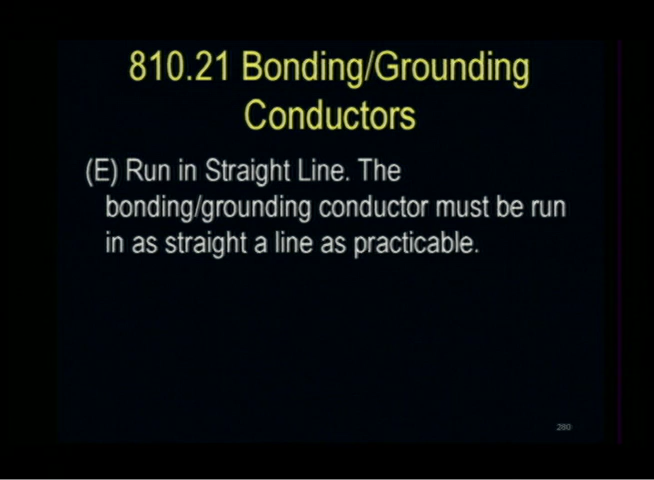 810.21 Bonding/Grounding
Conductors
(E) Run in Straight Line. The
bonding/grounding conductor must be run
in as straight a line as practicable.
280